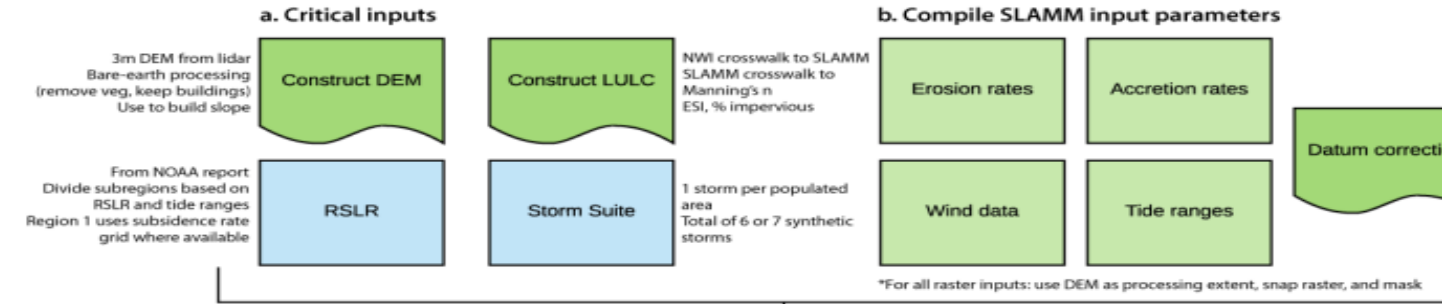 a. Critical inputs
b. Compile SLAMM input parameters
3m DEM from lidar
Bare-earth processing
(remove veg, keep buildings)
Use to build slope
Construct DEM
Construct LULC
NWI crosswalk to SLAMM
SLAMM crosswalk to
Manning's n
ESI, % impervious
Erosion rates
Accretion rates
Datum correcti
From NOAA report
Divide subregions based on
RSLR and tide ranges
Region 1 uses subsidence rate
grid where available
RSLR
Storm Suite
1 storm per populated
area
Total of 6 or 7 synthetic
storms
Wind data
Tide ranges
*For all raster inputs: use DEM as processing extent, snap raster, and mask